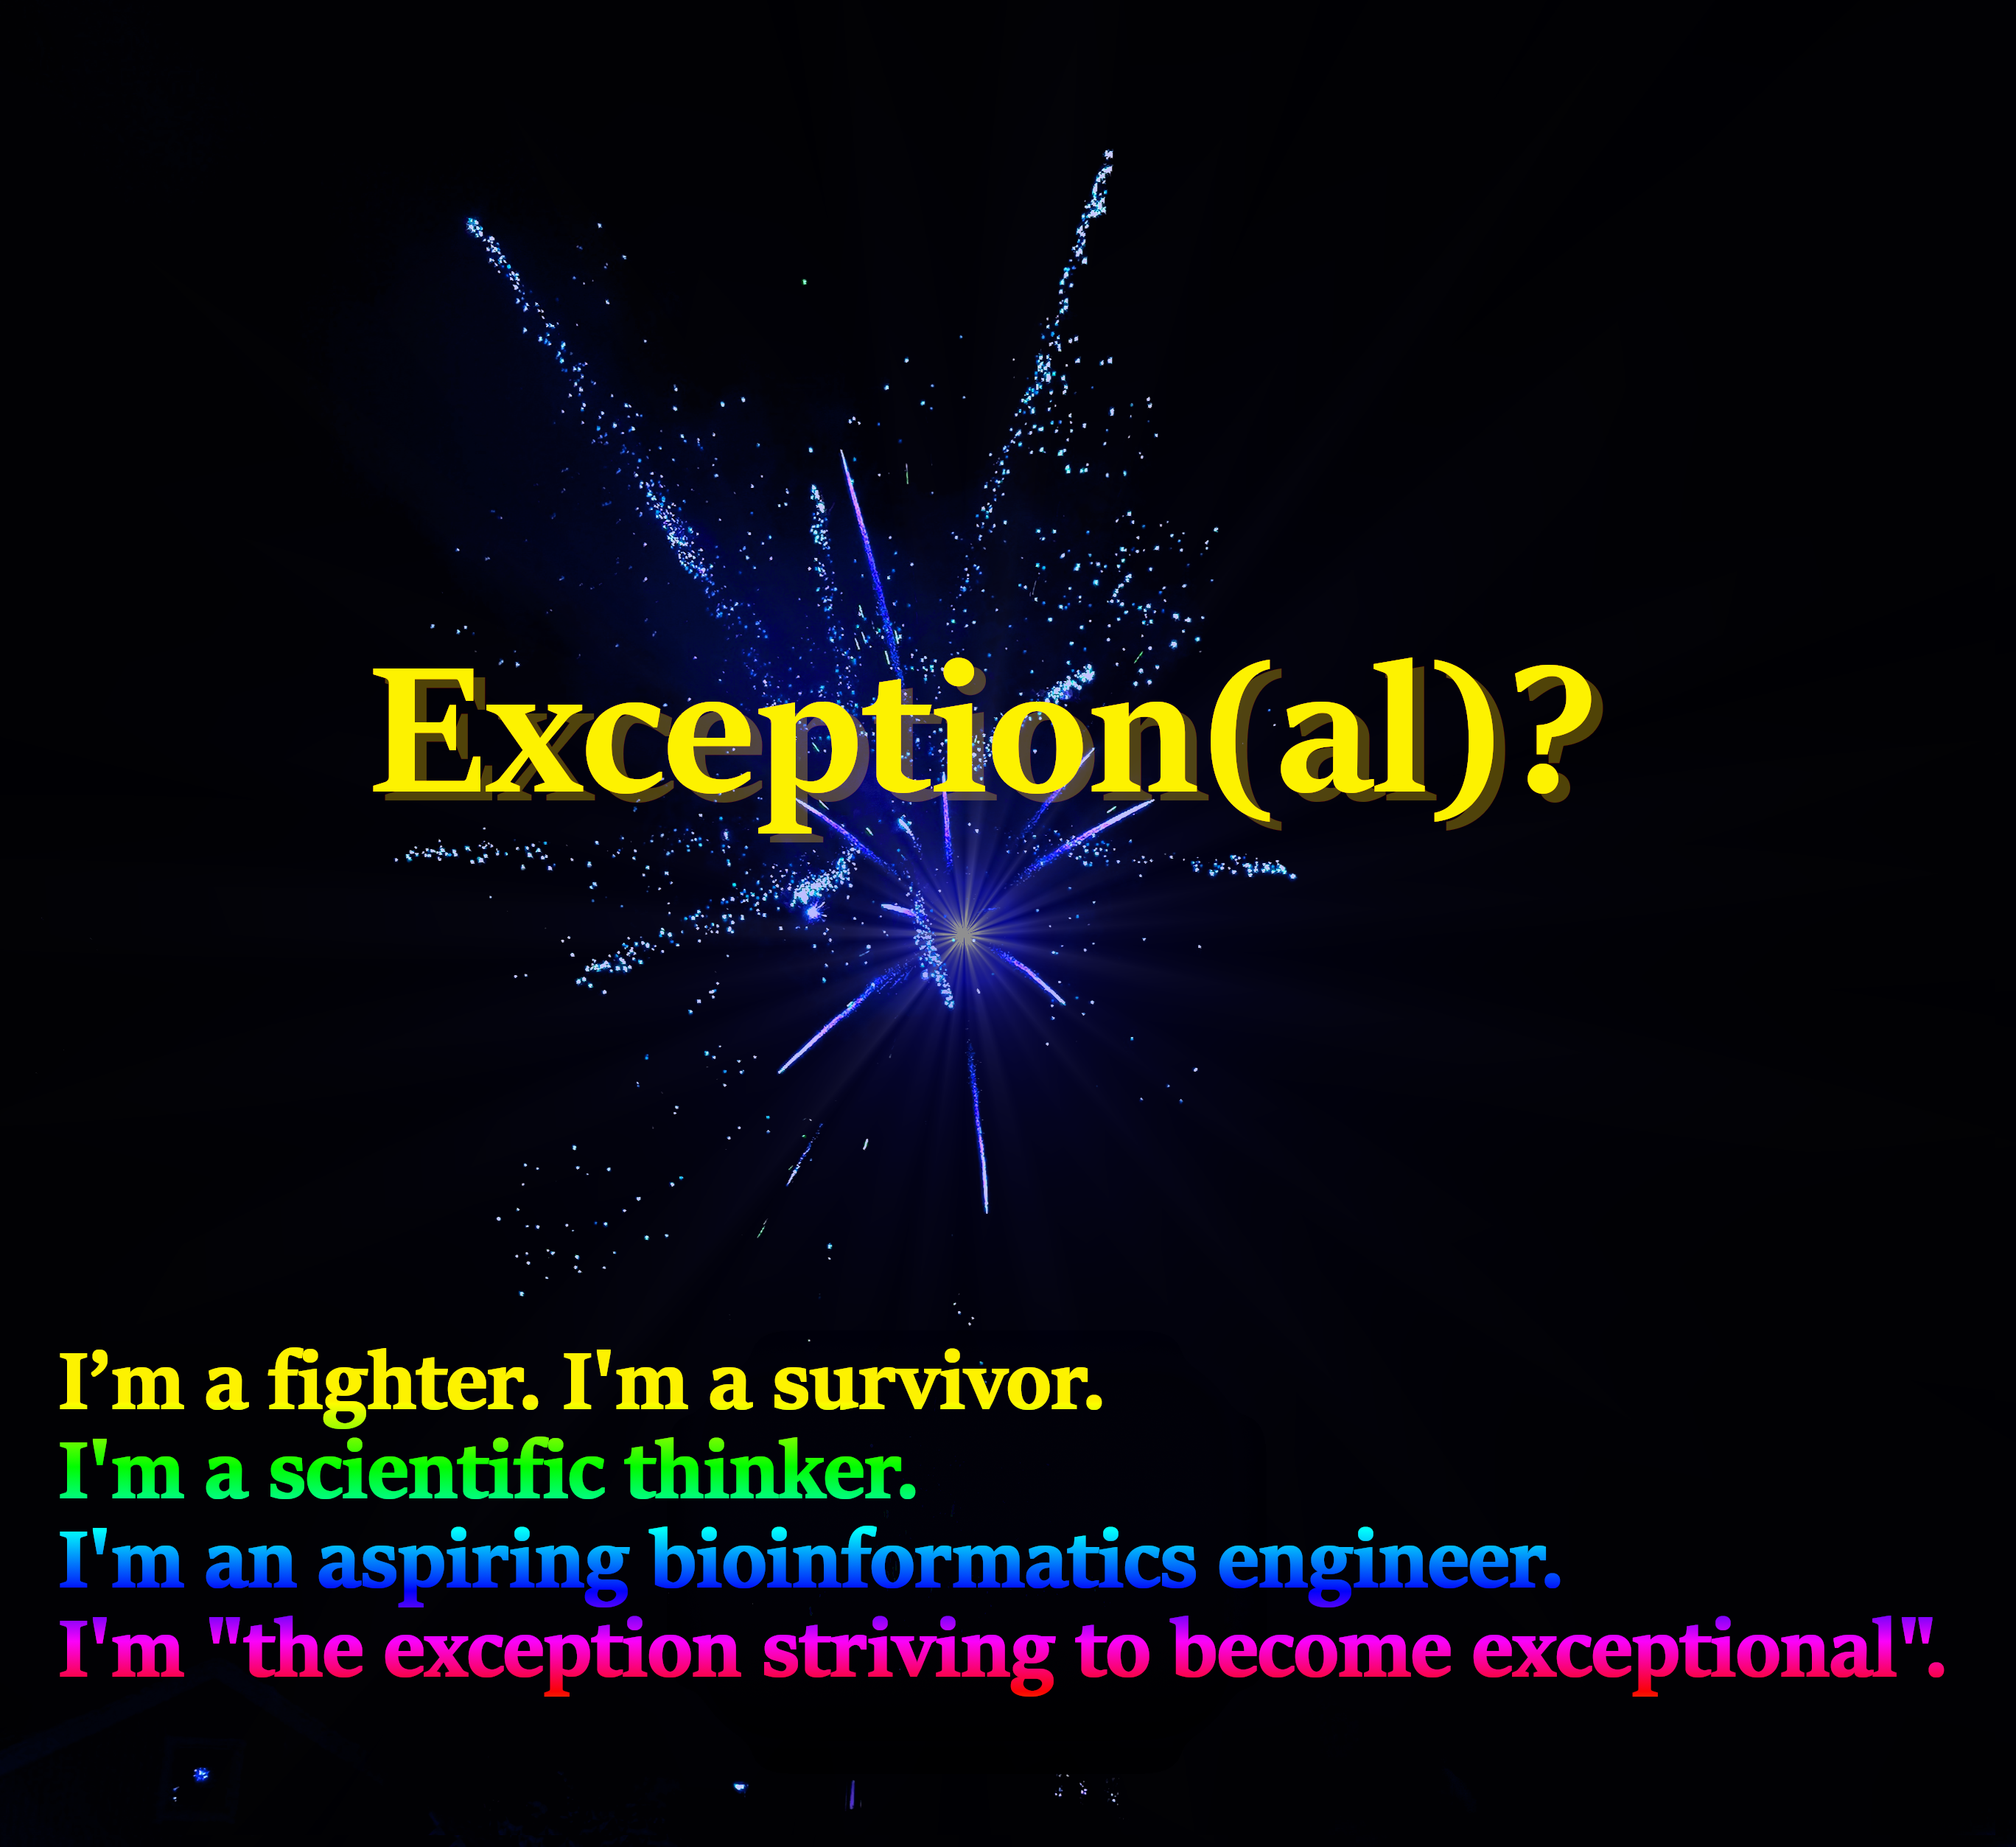 Exception(al)?
I’m a fighter. I'm a survivor.
I'm a scientific thinker.
I'm an aspiring bioinformatics engineer.
I'm "the exception striving to become exceptional".